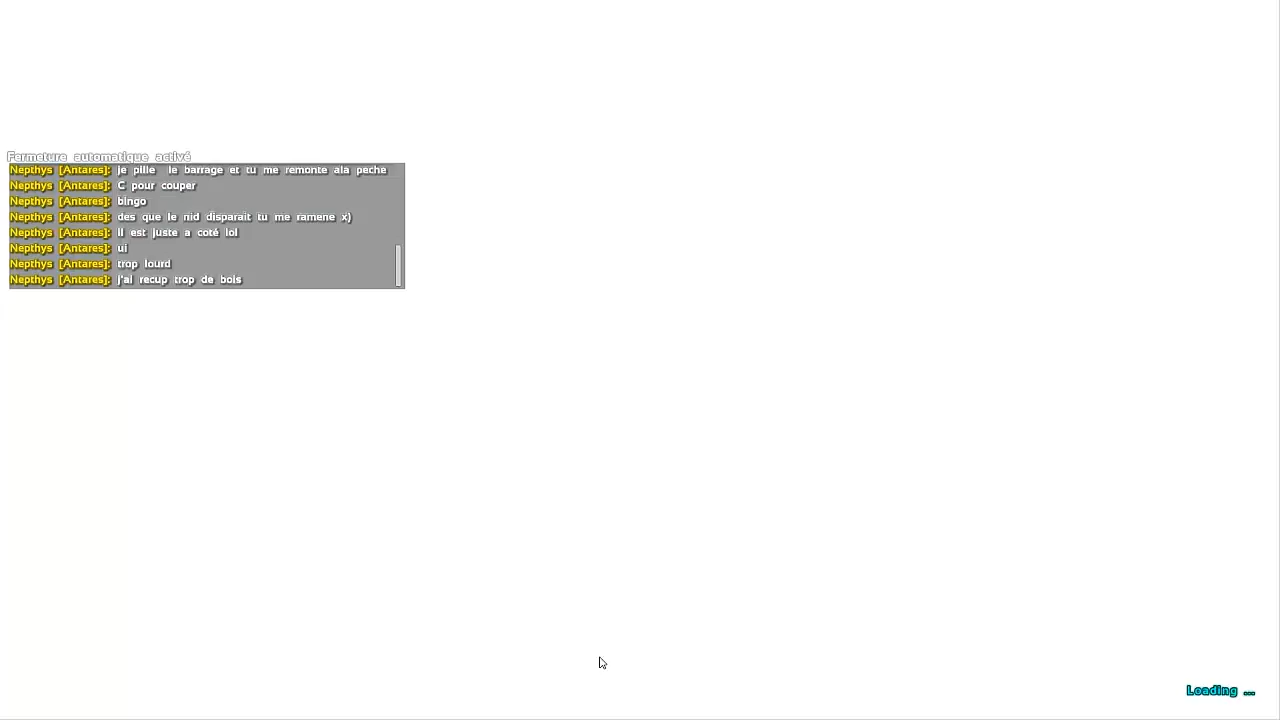 Fermeture automatique activé
Nepthys [Antares]: je pille le barrage et tu me remonte ala peche
Nepthys [Antares]: C pour couper
Nepthys [Antares]: bingo
Nepthys [Antares]: des que le nid disparait tu me ramene x)
Nepthys [Antares]: il est juste a coté lol
Nepthys [Antares]: ui
Nepthys [Antares]: trop lourd
Nepthys [Antares]: j'ai recup trop de bois
Loading ...